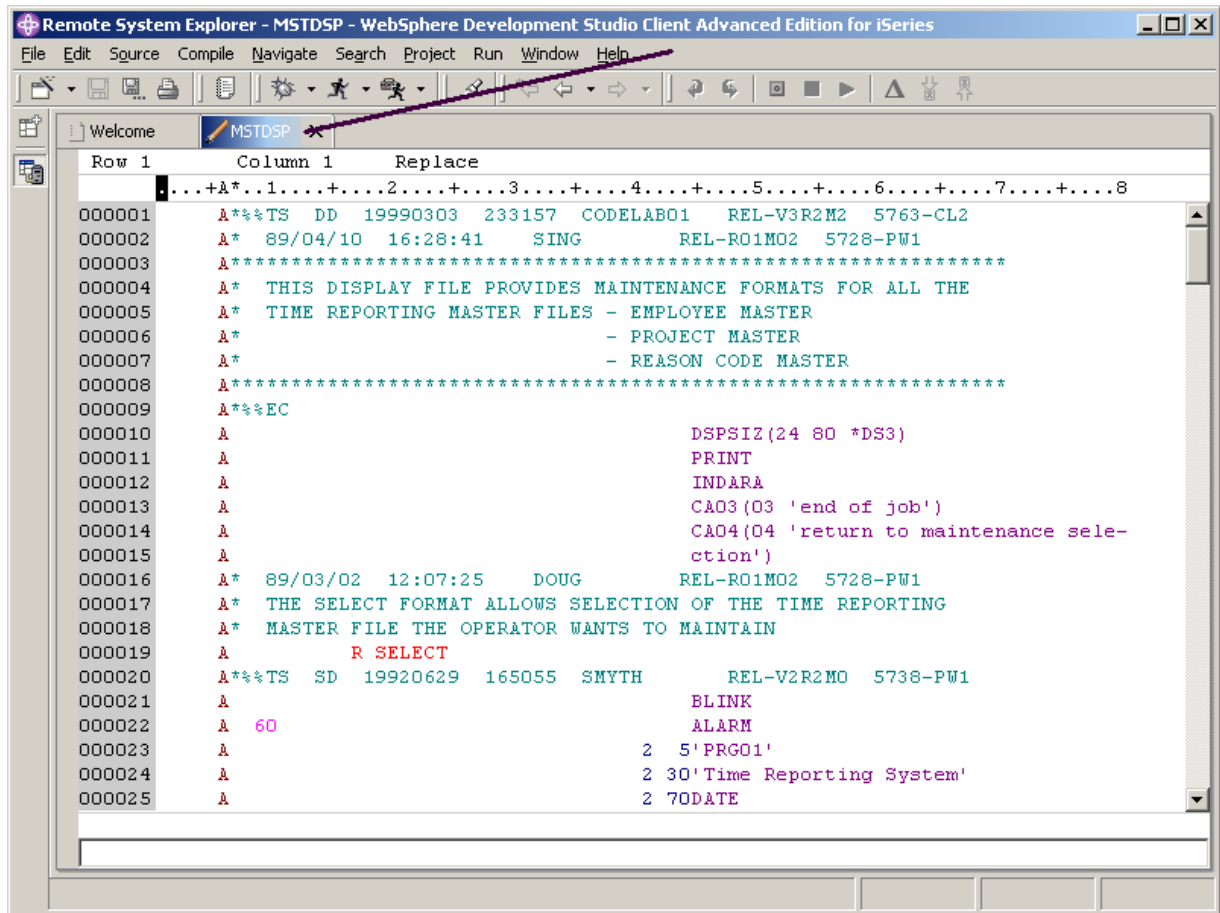 Remote System Explorer - MSTDSP - WebSphere Development Studio Client Advanced Edition for iSeries
File Edit Source Compile Navigate Search Project Run Window Help
Welcome MSTDSP
Row 1 Column 1 Replace
....+A*..1....+....2....+....3....+....4....+....5....+....6....+....7....+....8
000001 A*%%TS DD 19990303 233157 CODELAB01 REL-V3R2M2 5763-CL2
000002 A* 89/04/10 16:28:41 SING REL-R01M02 5728-PW1
000003 A****************************************************************
000004 A* THIS DISPLAY FILE PROVIDES MAINTENANCE FORMATS FOR ALL THE
000005 A* TIME REPORTING MASTER FILES - EMPLOYEE MASTER
000006 A* - PROJECT MASTER
000007 A* - REASON CODE MASTER
000008 A****************************************************************
000009 A*%%EC
000010 A DSPSIZ(24 80 *DS3)
000011 A PRINT
000012 A INDARA
000013 A CA03(03 'end of job')
000014 A CA04(04 'return to maintenance sele-
000015 A ction')
000016 A* 89/03/02 12:07:25 DOUG REL-R01M02 5728-PW1
000017 A* THE SELECT FORMAT ALLOWS SELECTION OF THE TIME REPORTING
000018 A* MASTER FILE THE OPERATOR WANTS TO MAINTAIN
000019 A R SELECT
000020 A*%%TS SD 19920629 165055 SMYTH REL-V2R2M0 5738-PW1
000021 A BLINK
000022 A 60 ALARM
000023 A 2 5'PRG01'
000024 A 2 30'Time Reporting System'
000025 A 2 70DATE